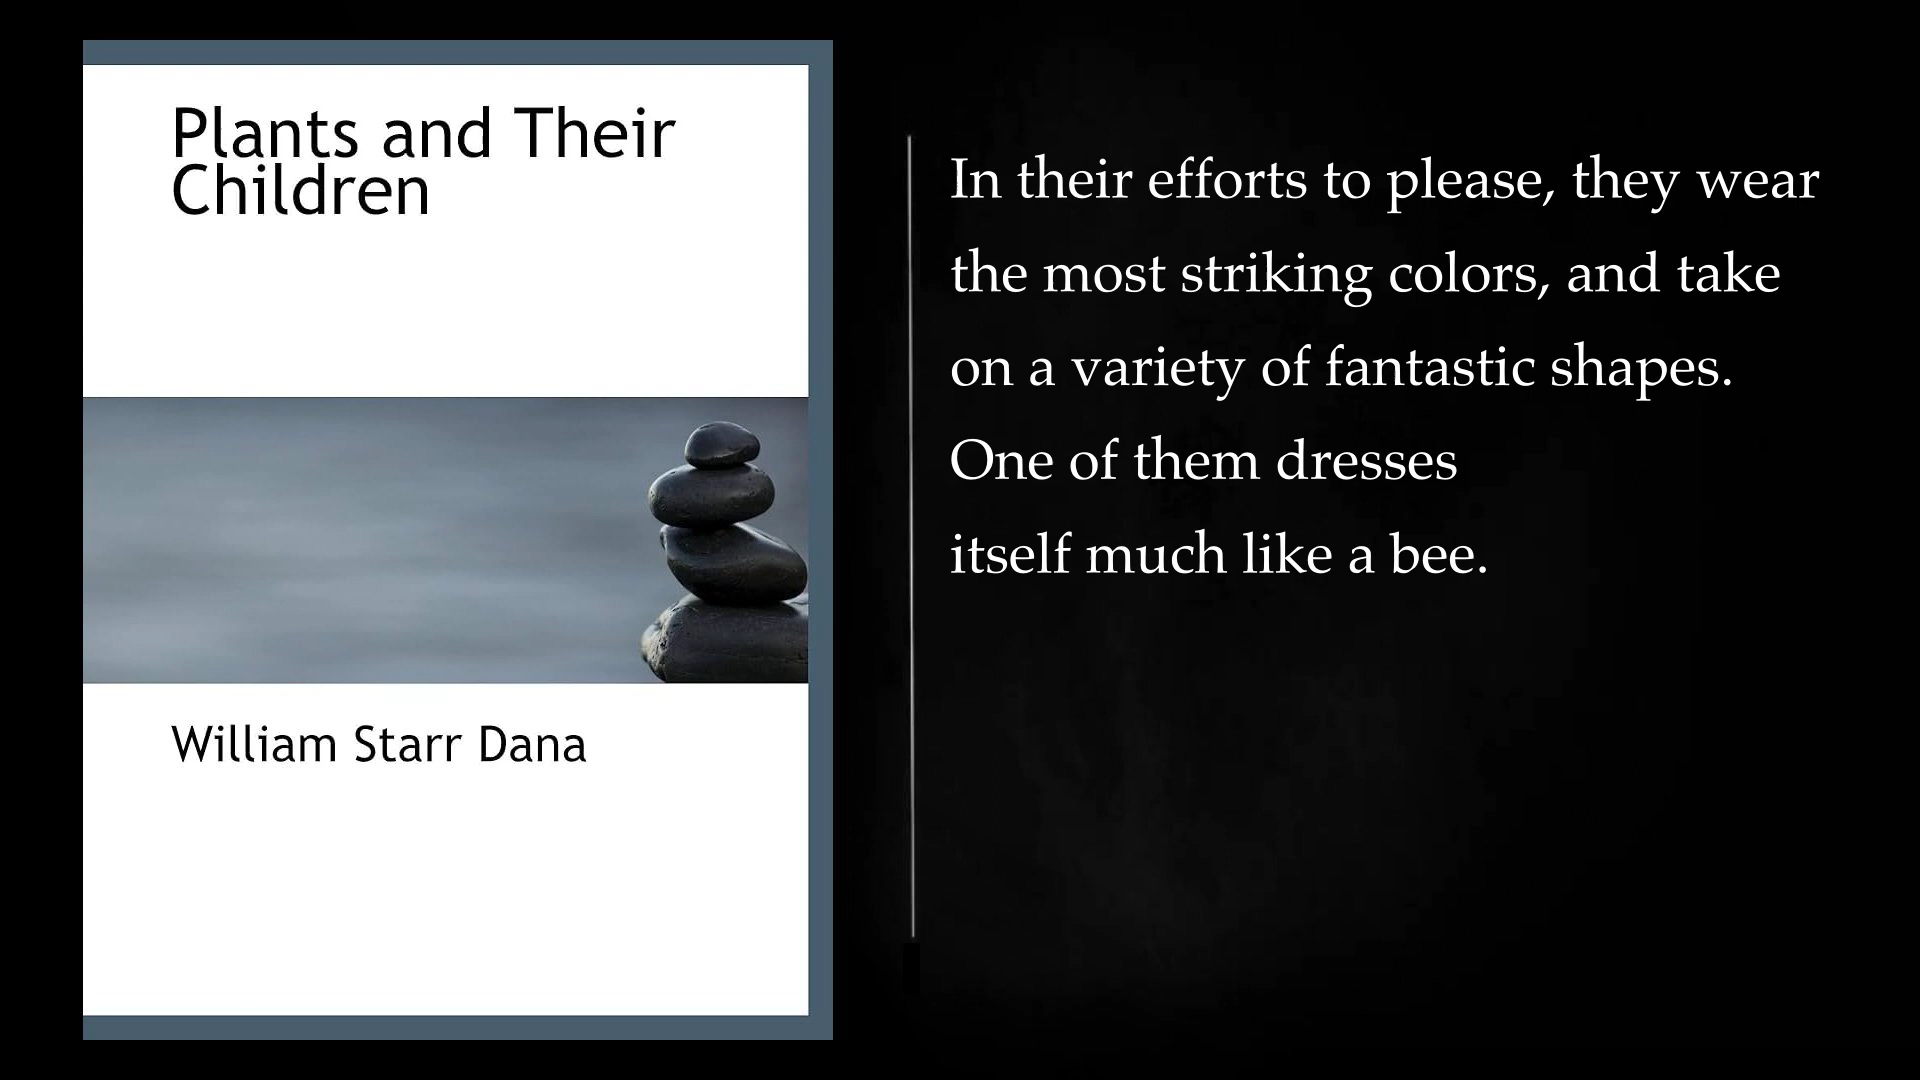 Plants and Their
Children
William Starr Dana
In their efforts to please, they wear
the most striking colors, and take
on a variety of fantastic shapes.
One of them dresses
itself much like a bee.